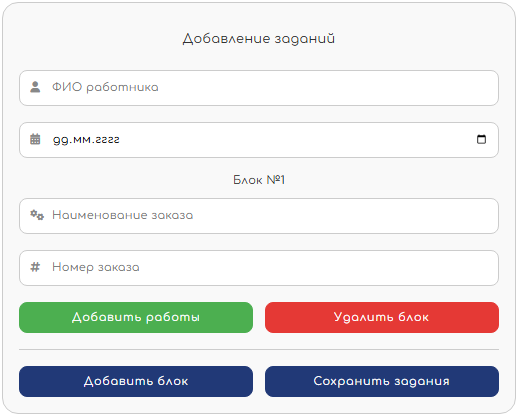 Добавление заданий
ФИО работника
дд.мм.гггг
Блок №1
Наименование заказа
# Номер заказа
Добавить работы Удалить блок
Добавить блок Сохранить задания